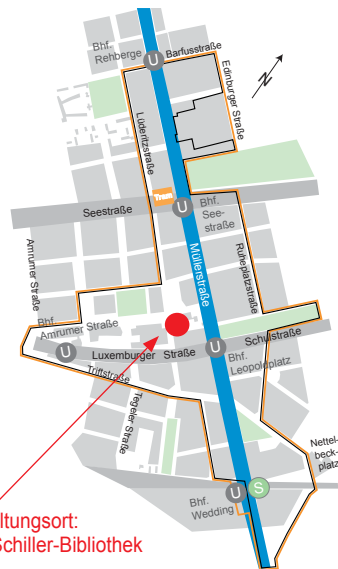 Bhf.
Rehberge
U
Barfusstraße
Edinburger Straße
N
Lüderitzstraße
Tram
Seestraße
U
Bhf.
See-
straße
Amrumer Straße
Müllerstraße
Ruheplatzstraße
Bhf.
Amrumer Straße
U
Luxemburger Straße
Schulstraße
U
Bhf.
Leopoldplatz
Triftstraße
Tegeler Straße
Nettel-
beck-
platz
U
S
Bhf.
Wedding
ltungsort:
Schiller-Bibliothek